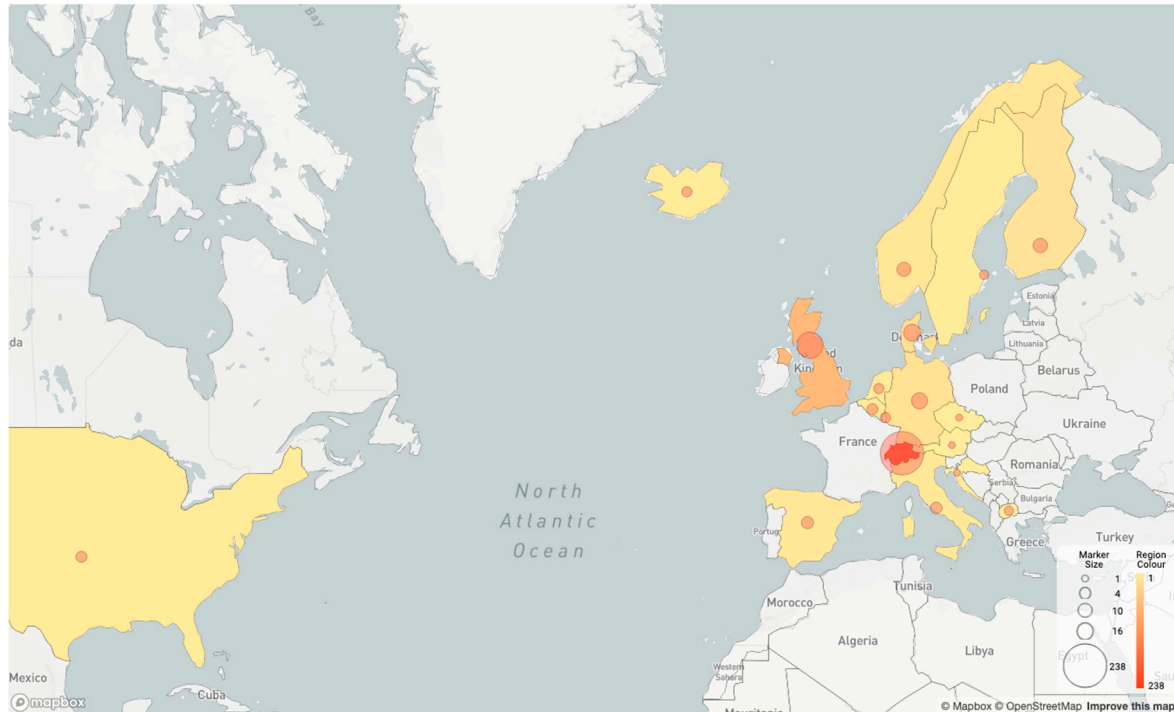 Bay
da
Estonia
Latvia
Lithuania
Belarus
Poland
Ukraine
France
Romania
Serbia
Bulgaria
Portug
Greece
Turkey
North
Atlantic
Ocean
Morocco
Tunisia
Algeria
Libya
Egypt
Western
Sahara
Mauritania
Mexico
Cuba
Marker
Size
1
4
10
16
238
Region
Colour
1
238
mapbox
© Mapbox © OpenStreetMap Improve this map